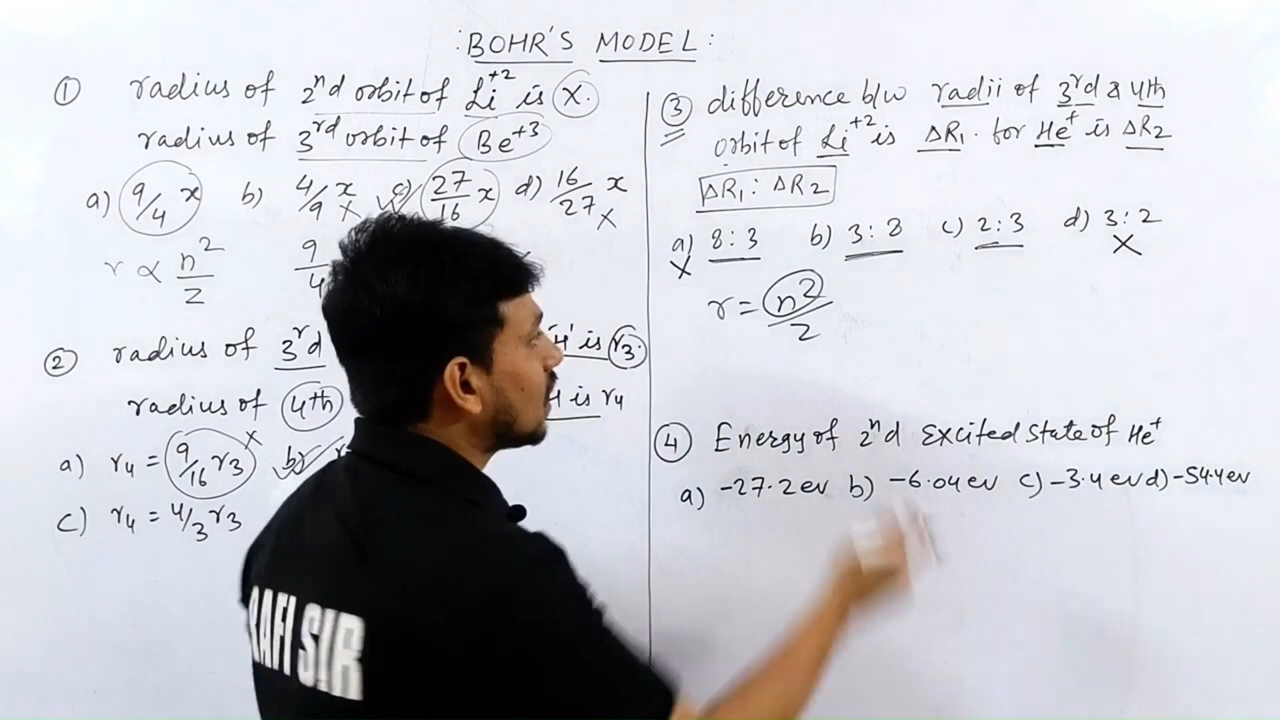 : BOHR'S MODEL :
① radius of 2nd orbit of Li+2 is x.
radius of 3rd orbit of Be+3
a) 9/4 x b) 4/9 x c) 27/16 x d) 16/27 x
r ∝ n²/z 9/4
② radius of 3rd 'H' is r3.
radius of 4th H is r4
a) r4 = 9/16 r3 b)
c) r4 = 4/3 r3
③ difference b/w radii of 3rd & 4th
orbit of Li+2 is ΔR1. for He+ is ΔR2
ΔR1 : ΔR2
a) 8:3 b) 3:8 c) 2:3 d) 3:2
r = n²/z
④ Energy of 2nd excited state of He+
a) -27.2 ev b) -6.04 ev c) -3.4 ev d) -54.4 ev
RAFI SIR